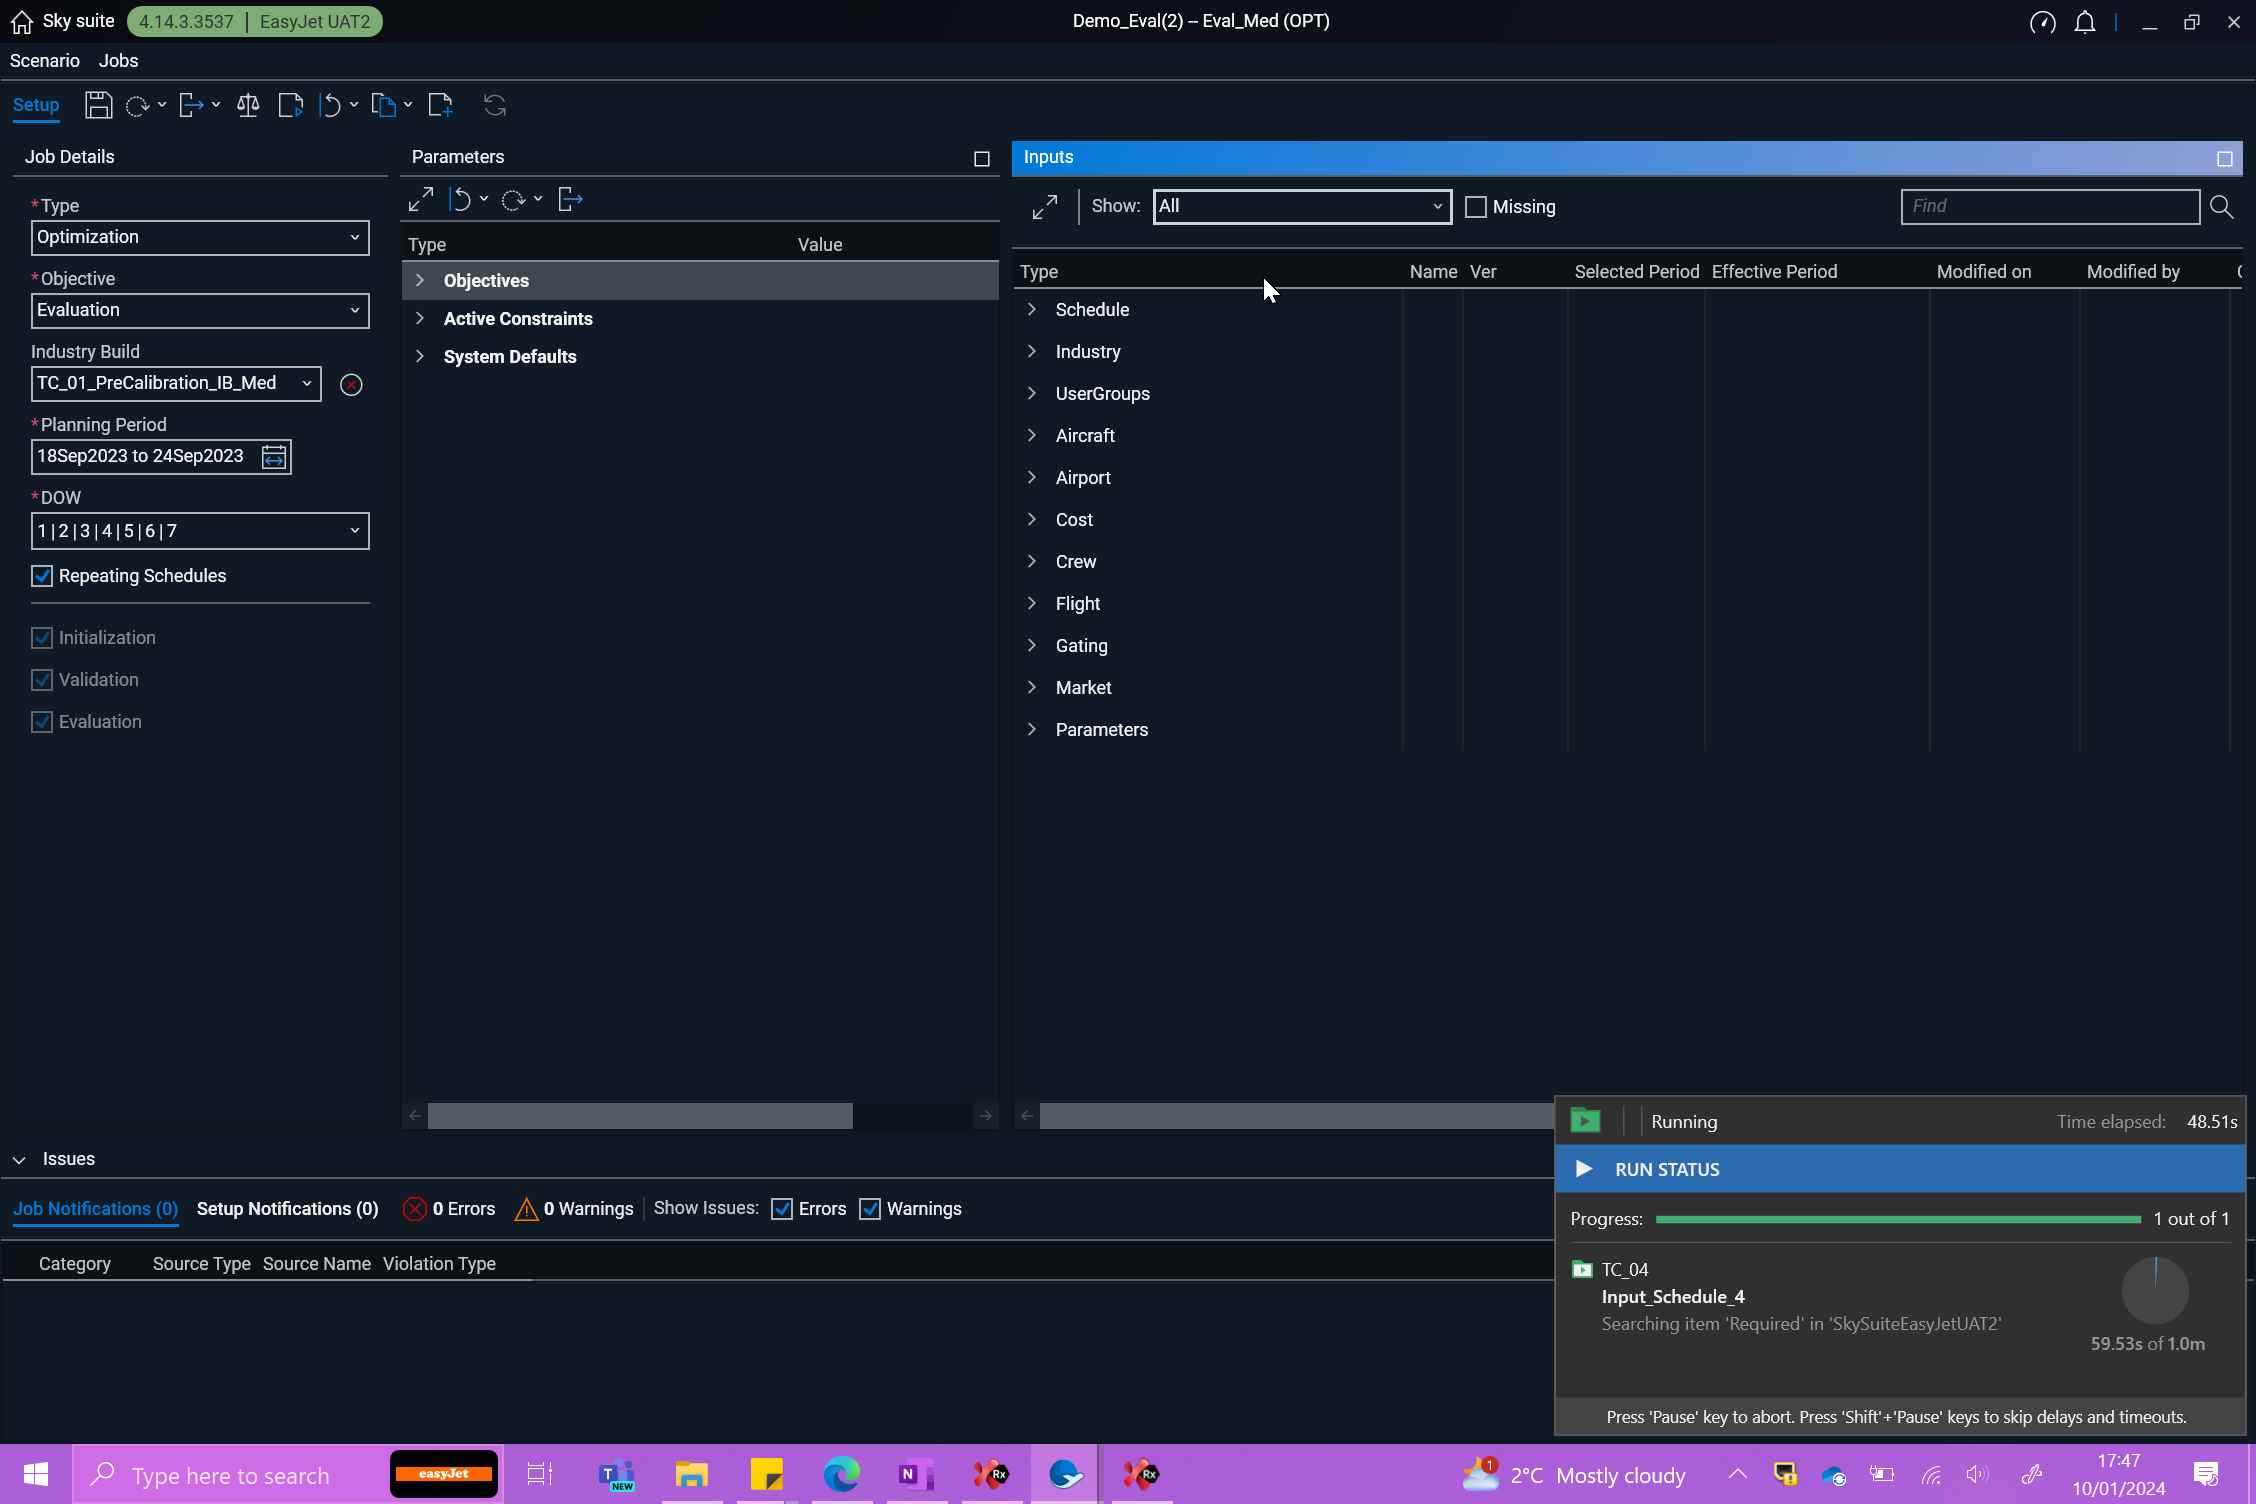 Sky suite 4.14.3.3537 | EasyJet UAT2
Demo_Eval(2) -- Eval_Med (OPT)
Scenario Jobs
Setup
Job Details
*Type
Optimization
*Objective
Evaluation
Industry Build
TC_01_PreCalibration_IB_Med
*Planning Period
18Sep2023 to 24Sep2023
*DOW
1|2|3|4|5|6|7
Repeating Schedules
Initialization
Validation
Evaluation
Parameters
Type Value
Objectives
Active Constraints
System Defaults
Inputs
Show: All Missing Find
Type Name Ver Selected Period Effective Period Modified on Modified by
Schedule
Industry
UserGroups
Aircraft
Airport
Cost
Crew
Flight
Gating
Market
Parameters
Issues
Job Notifications (0) Setup Notifications (0) 0 Errors 0 Warnings Show Issues: Errors Warnings
Category Source Type Source Name Violation Type
Running Time elapsed: 48.51s
RUN STATUS
Progress: 1 out of 1
TC_04
Input_Schedule_4
Searching item 'Required' in 'SkySuiteEasyJetUAT2'
59.53s of 1.0m
Press 'Pause' key to abort. Press 'Shift'+'Pause' keys to skip delays and timeouts.
Type here to search
easyJet
T
NEW
N
Rx
Rx
1
2°C Mostly cloudy
17:47
10/01/2024